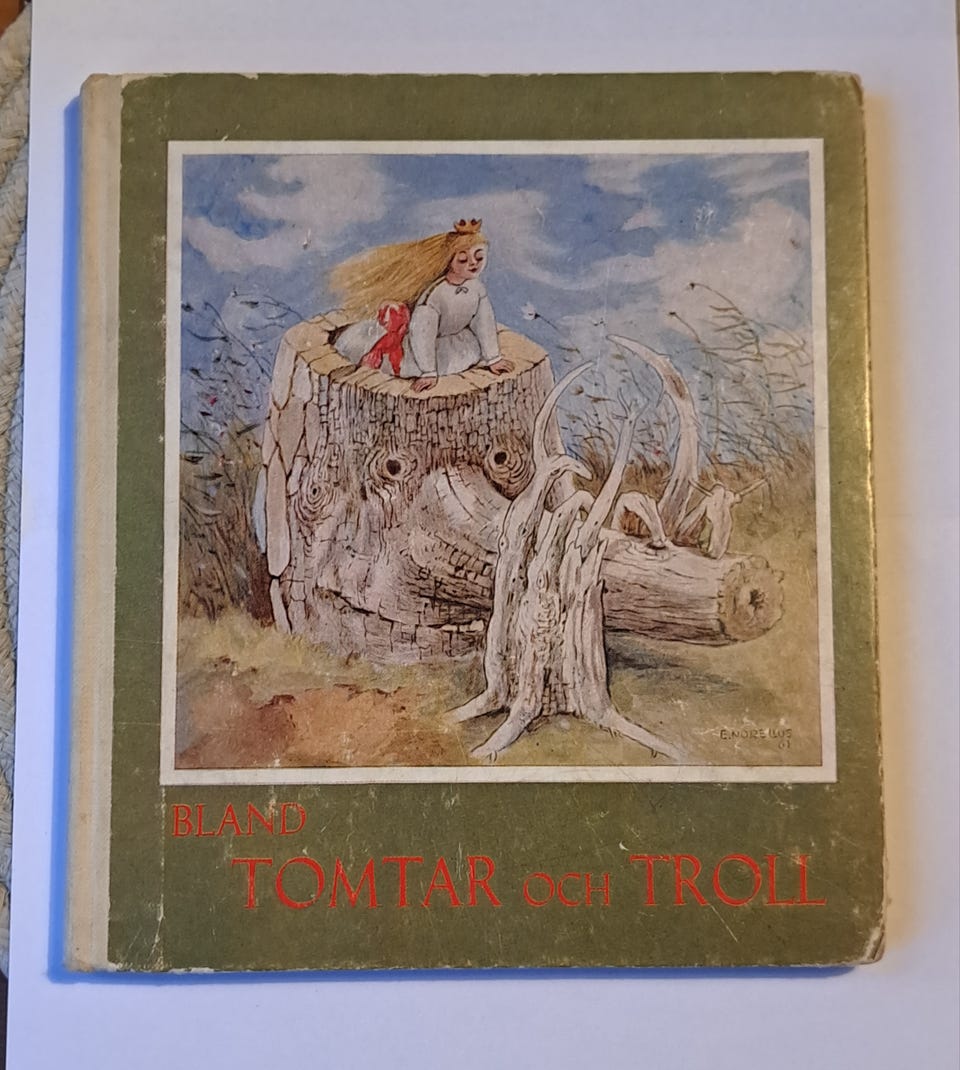 E. NORELIUS
61
BLAND
TOMTAR OCH TROLL